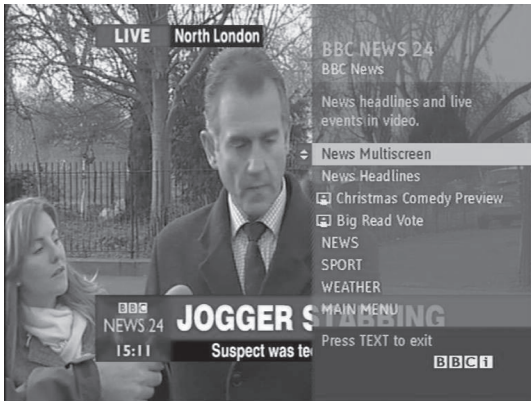 LIVE North London
BBC NEWS 24
BBC News
News headlines and live
events in video.
News Multiscreen
News Headlines
Christmas Comedy Preview
Big Read Vote
NEWS
SPORT
WEATHER
MAIN MENU
Press TEXT to exit
BBCi
BBC
NEWS 24
15:11
JOGGER STABBING
Suspect was